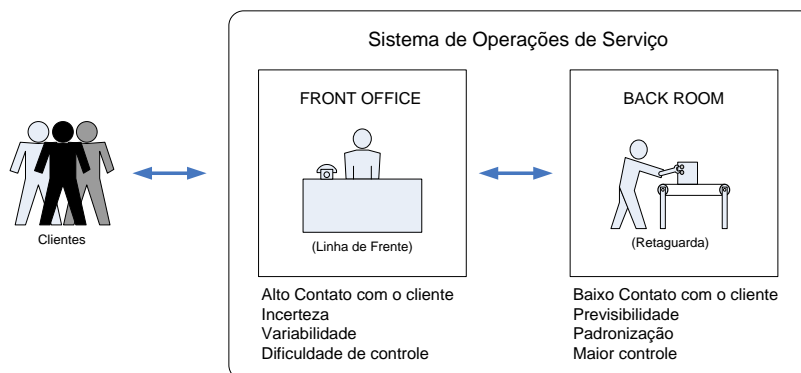 Sistema de Operações de Serviço
FRONT OFFICE
(Linha de Frente)
Alto Contato com o cliente
Incerteza
Variabilidade
Dificuldade de controle
BACK ROOM
(Retaguarda)
Baixo Contato com o cliente
Previsibilidade
Padronização
Maior controle
Clientes